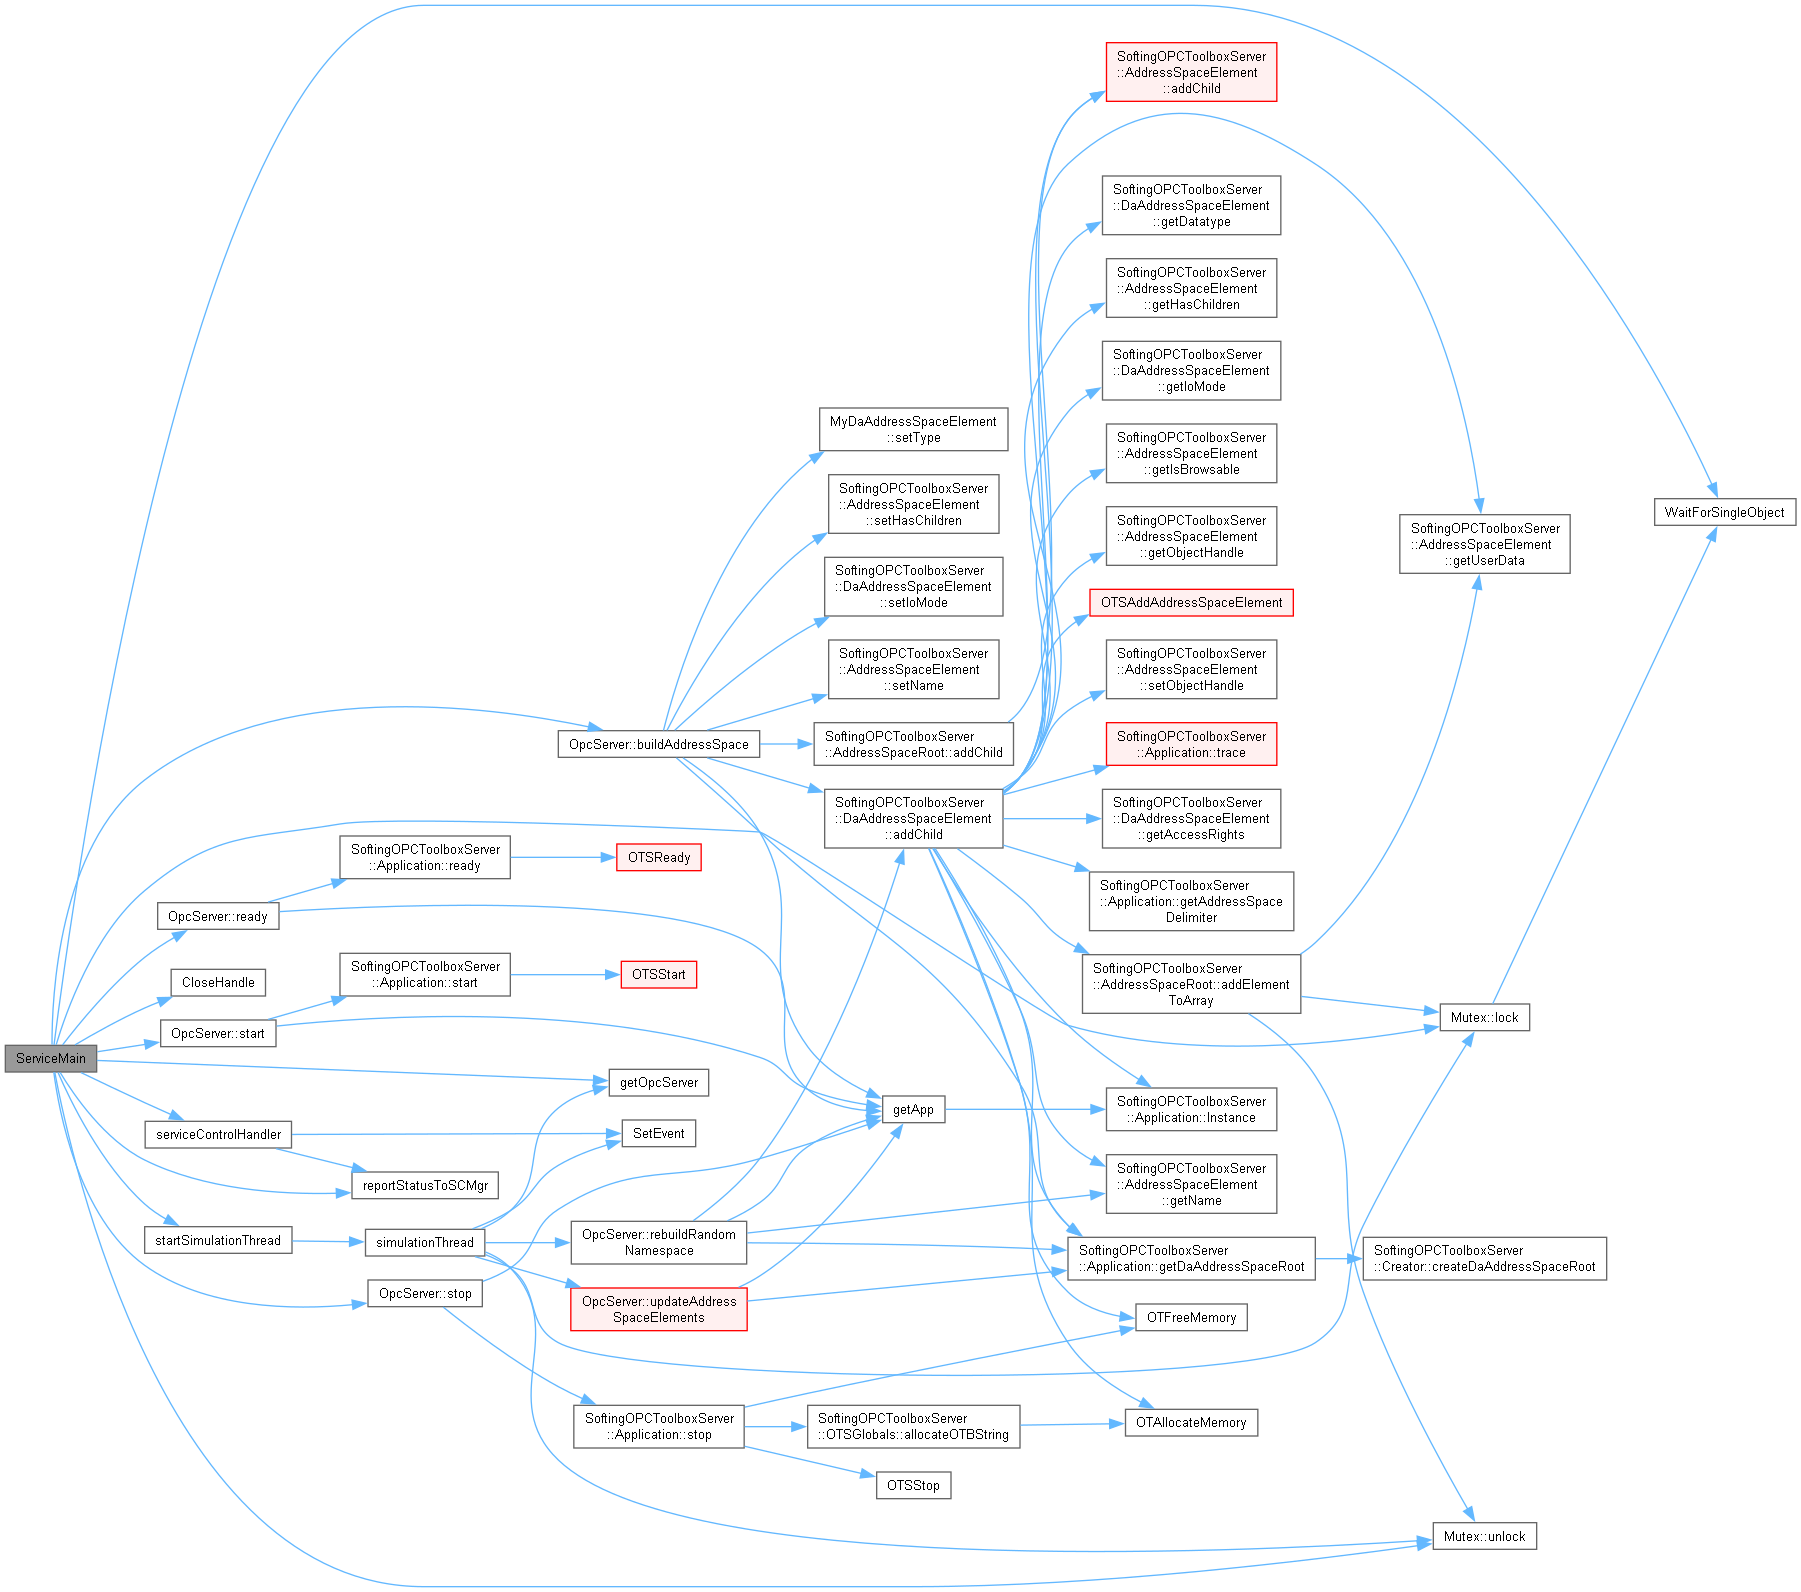 SoftingOPCToolboxServer
::AddressSpaceElement
::addChild
SoftingOPCToolboxServer
::DaAddressSpaceElement
::getDatatype
SoftingOPCToolboxServer
::AddressSpaceElement
::getHasChildren
SoftingOPCToolboxServer
::DaAddressSpaceElement
::getIoMode
MyDaAddressSpaceElement
::setType
SoftingOPCToolboxServer
::AddressSpaceElement
::getIsBrowsable
SoftingOPCToolboxServer
::AddressSpaceElement
::setHasChildren
WaitForSingleObject
SoftingOPCToolboxServer
::AddressSpaceElement
::getObjectHandle
SoftingOPCToolboxServer
::AddressSpaceElement
::getUserData
SoftingOPCToolboxServer
::DaAddressSpaceElement
::setIoMode
OTSAddAddressSpaceElement
SoftingOPCToolboxServer
::AddressSpaceElement
::setName
SoftingOPCToolboxServer
::AddressSpaceElement
::setObjectHandle
OpcServer::buildAddressSpace
SoftingOPCToolboxServer
::AddressSpaceRoot::addChild
SoftingOPCToolboxServer
::Application::trace
SoftingOPCToolboxServer
::DaAddressSpaceElement
::addChild
SoftingOPCToolboxServer
::DaAddressSpaceElement
::getAccessRights
SoftingOPCToolboxServer
::Application::ready
OTSReady
SoftingOPCToolboxServer
::Application::getAddressSpace
Delimiter
OpcServer::ready
SoftingOPCToolboxServer
::Application::start
OTSStart
CloseHandle
SoftingOPCToolboxServer
::AddressSpaceRoot::addElement
ToArray
Mutex::lock
OpcServer::start
ServiceMain
getOpcServer
getApp
SoftingOPCToolboxServer
::Application::Instance
serviceControlHandler
SetEvent
reportStatusToSCMgr
SoftingOPCToolboxServer
::AddressSpaceElement
::getName
startSimulationThread
simulationThread
OpcServer::rebuildRandom
Namespace
SoftingOPCToolboxServer
::Application::getDaAddressSpaceRoot
SoftingOPCToolboxServer
::Creator::createDaAddressSpaceRoot
OpcServer::stop
OpcServer::updateAddress
SpaceElements
OTFreeMemory
SoftingOPCToolboxServer
::Application::stop
SoftingOPCToolboxServer
::OTSGlobals::allocateOTBString
OTAllocateMemory
OTSStop
Mutex::unlock